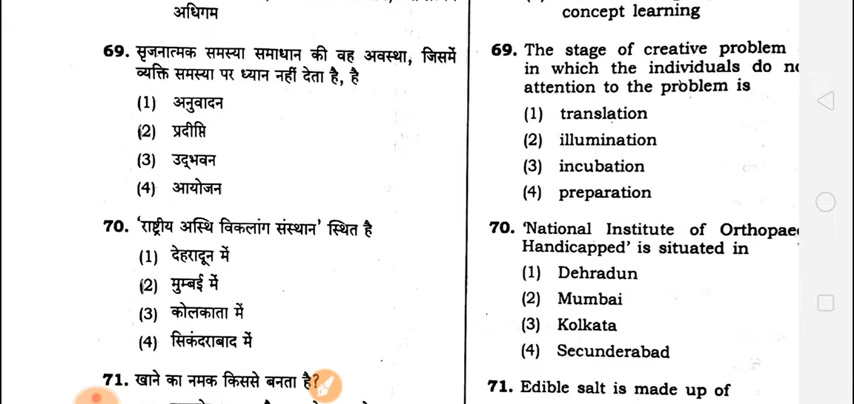 अधिगम
69. सृजनात्मक समस्या समाधान की वह अवस्था, जिसमें
व्यक्ति समस्या पर ध्यान नहीं देता है, है
(1) अनुवादन
(2) प्रदीप्ति
(3) उद्‌भवन
(4) आयोजन
70. 'राष्ट्रीय अस्थि विकलांग संस्थान' स्थित है
(1) देहरादून में
(2) मुम्बई में
(3) कोलकाता में
(4) सिकंदराबाद में
71. खाने का नमक किससे बनता है?
concept learning
69. The stage of creative problem
in which the individuals do
attention to the problem is
(1) translation
(2) illumination
(3) incubation
(4) preparation
70. 'National Institute of
Handicapped' is situated in
(1) Dehradun
(2) Mumbai
(3) Kolkata
(4) Secunderabad
71. Edible salt is made up of